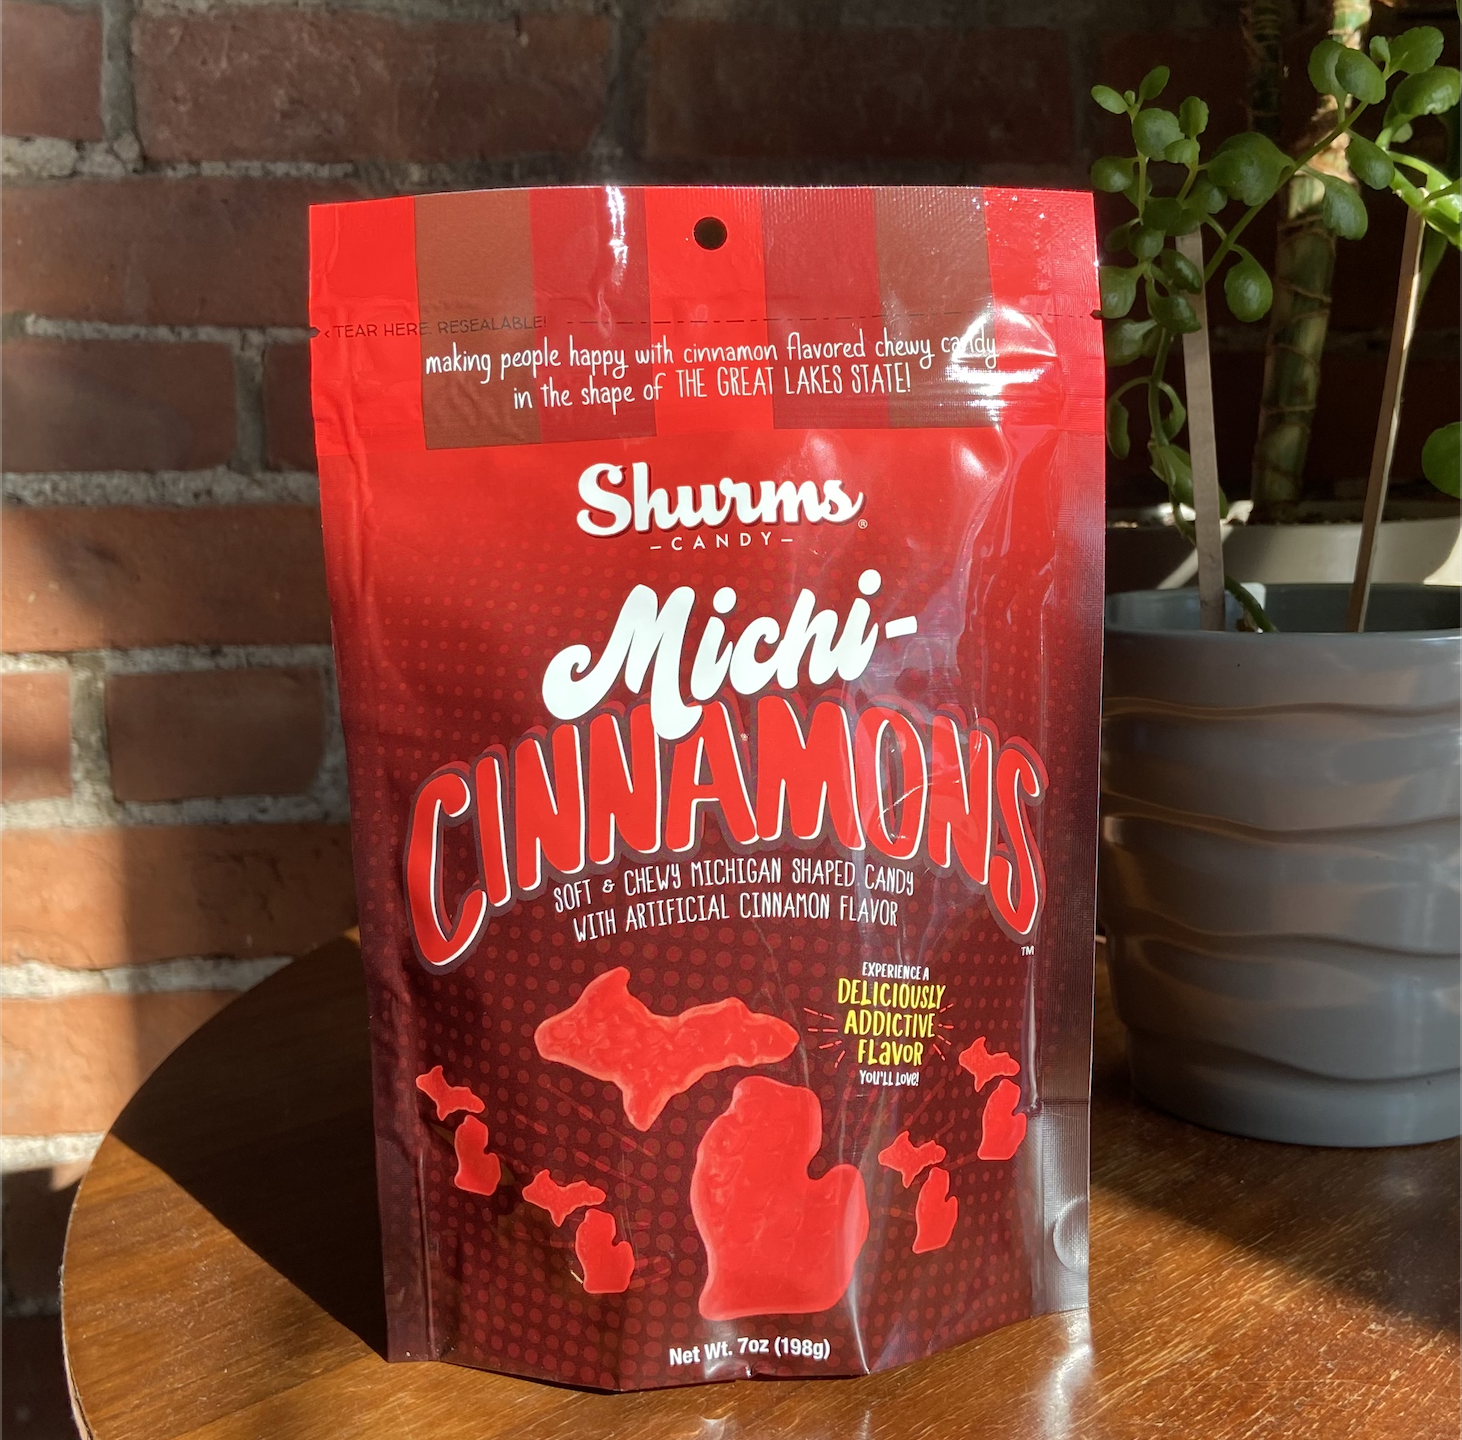 <TEAR HERE. RESEALABLE!
making people happy with cinnamon flavored chewy candy
in the shape of THE GREAT LAKES STATE!
Shurms®
-CANDY-
Michi-
CINNAMONS™
SOFT & CHEWY MICHIGAN SHAPED CANDY
WITH ARTIFICIAL CINNAMON FLAVOR
EXPERIENCE A
DELICIOUSLY
ADDICTIVE
FLAVOR
YOU'LL LOVE!
Net Wt. 7oz (198g)